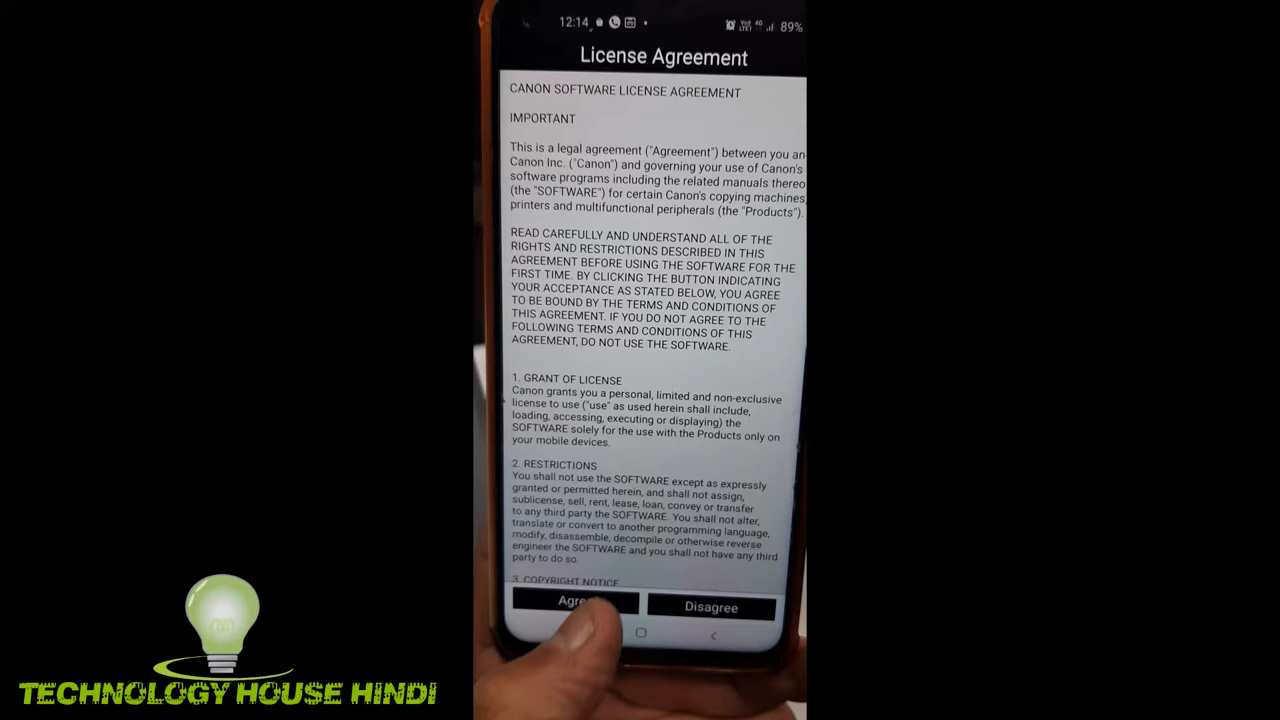 12:14
Vo) 4G
LTE1
89%
License Agreement
CANON SOFTWARE LICENSE AGREEMENT
IMPORTANT
This is a legal agreement ("Agreement") between you an
Canon Inc. ("Canon") and governing your use of Canon's
software programs including the related manuals thereo
(the "SOFTWARE") for certain Canon's copying machines,
printers and multifunctional peripherals (the "Products").
READ CAREFULLY AND UNDERSTAND ALL OF THE
RIGHTS AND RESTRICTIONS DESCRIBED IN THIS
AGREEMENT BEFORE USING THE SOFTWARE FOR THE
FIRST TIME. BY CLICKING THE BUTTON INDICATING
YOUR ACCEPTANCE AS STATED BELOW, YOU AGREE
TO BE BOUND BY THE TERMS AND CONDITIONS OF
THIS AGREEMENT. IF YOU DO NOT AGREE TO THE
FOLLOWING TERMS AND CONDITIONS OF THIS
AGREEMENT, DO NOT USE THE SOFTWARE.
1. GRANT OF LICENSE
Canon grants you a personal, limited and non-exclusive
license to use ("use" as used herein shall include,
loading, accessing, executing or displaying) the
SOFTWARE solely for the use with the Products only on
your mobile devices.
2. RESTRICTIONS
You shall not use the SOFTWARE except as expressly
granted or permitted herein, and shall not assign,
sublicense, sell, rent, lease, loan, convey or transfer
to any third party the SOFTWARE. You shall not alter,
translate or convert to another programming language,
modify, disassemble, decompile or otherwise reverse
engineer the SOFTWARE and you shall not have any third
party to do so.
3. COPYRIGHT NOTICE
Agre
Disagree
TECHNOLOGY HOUSE HINDI